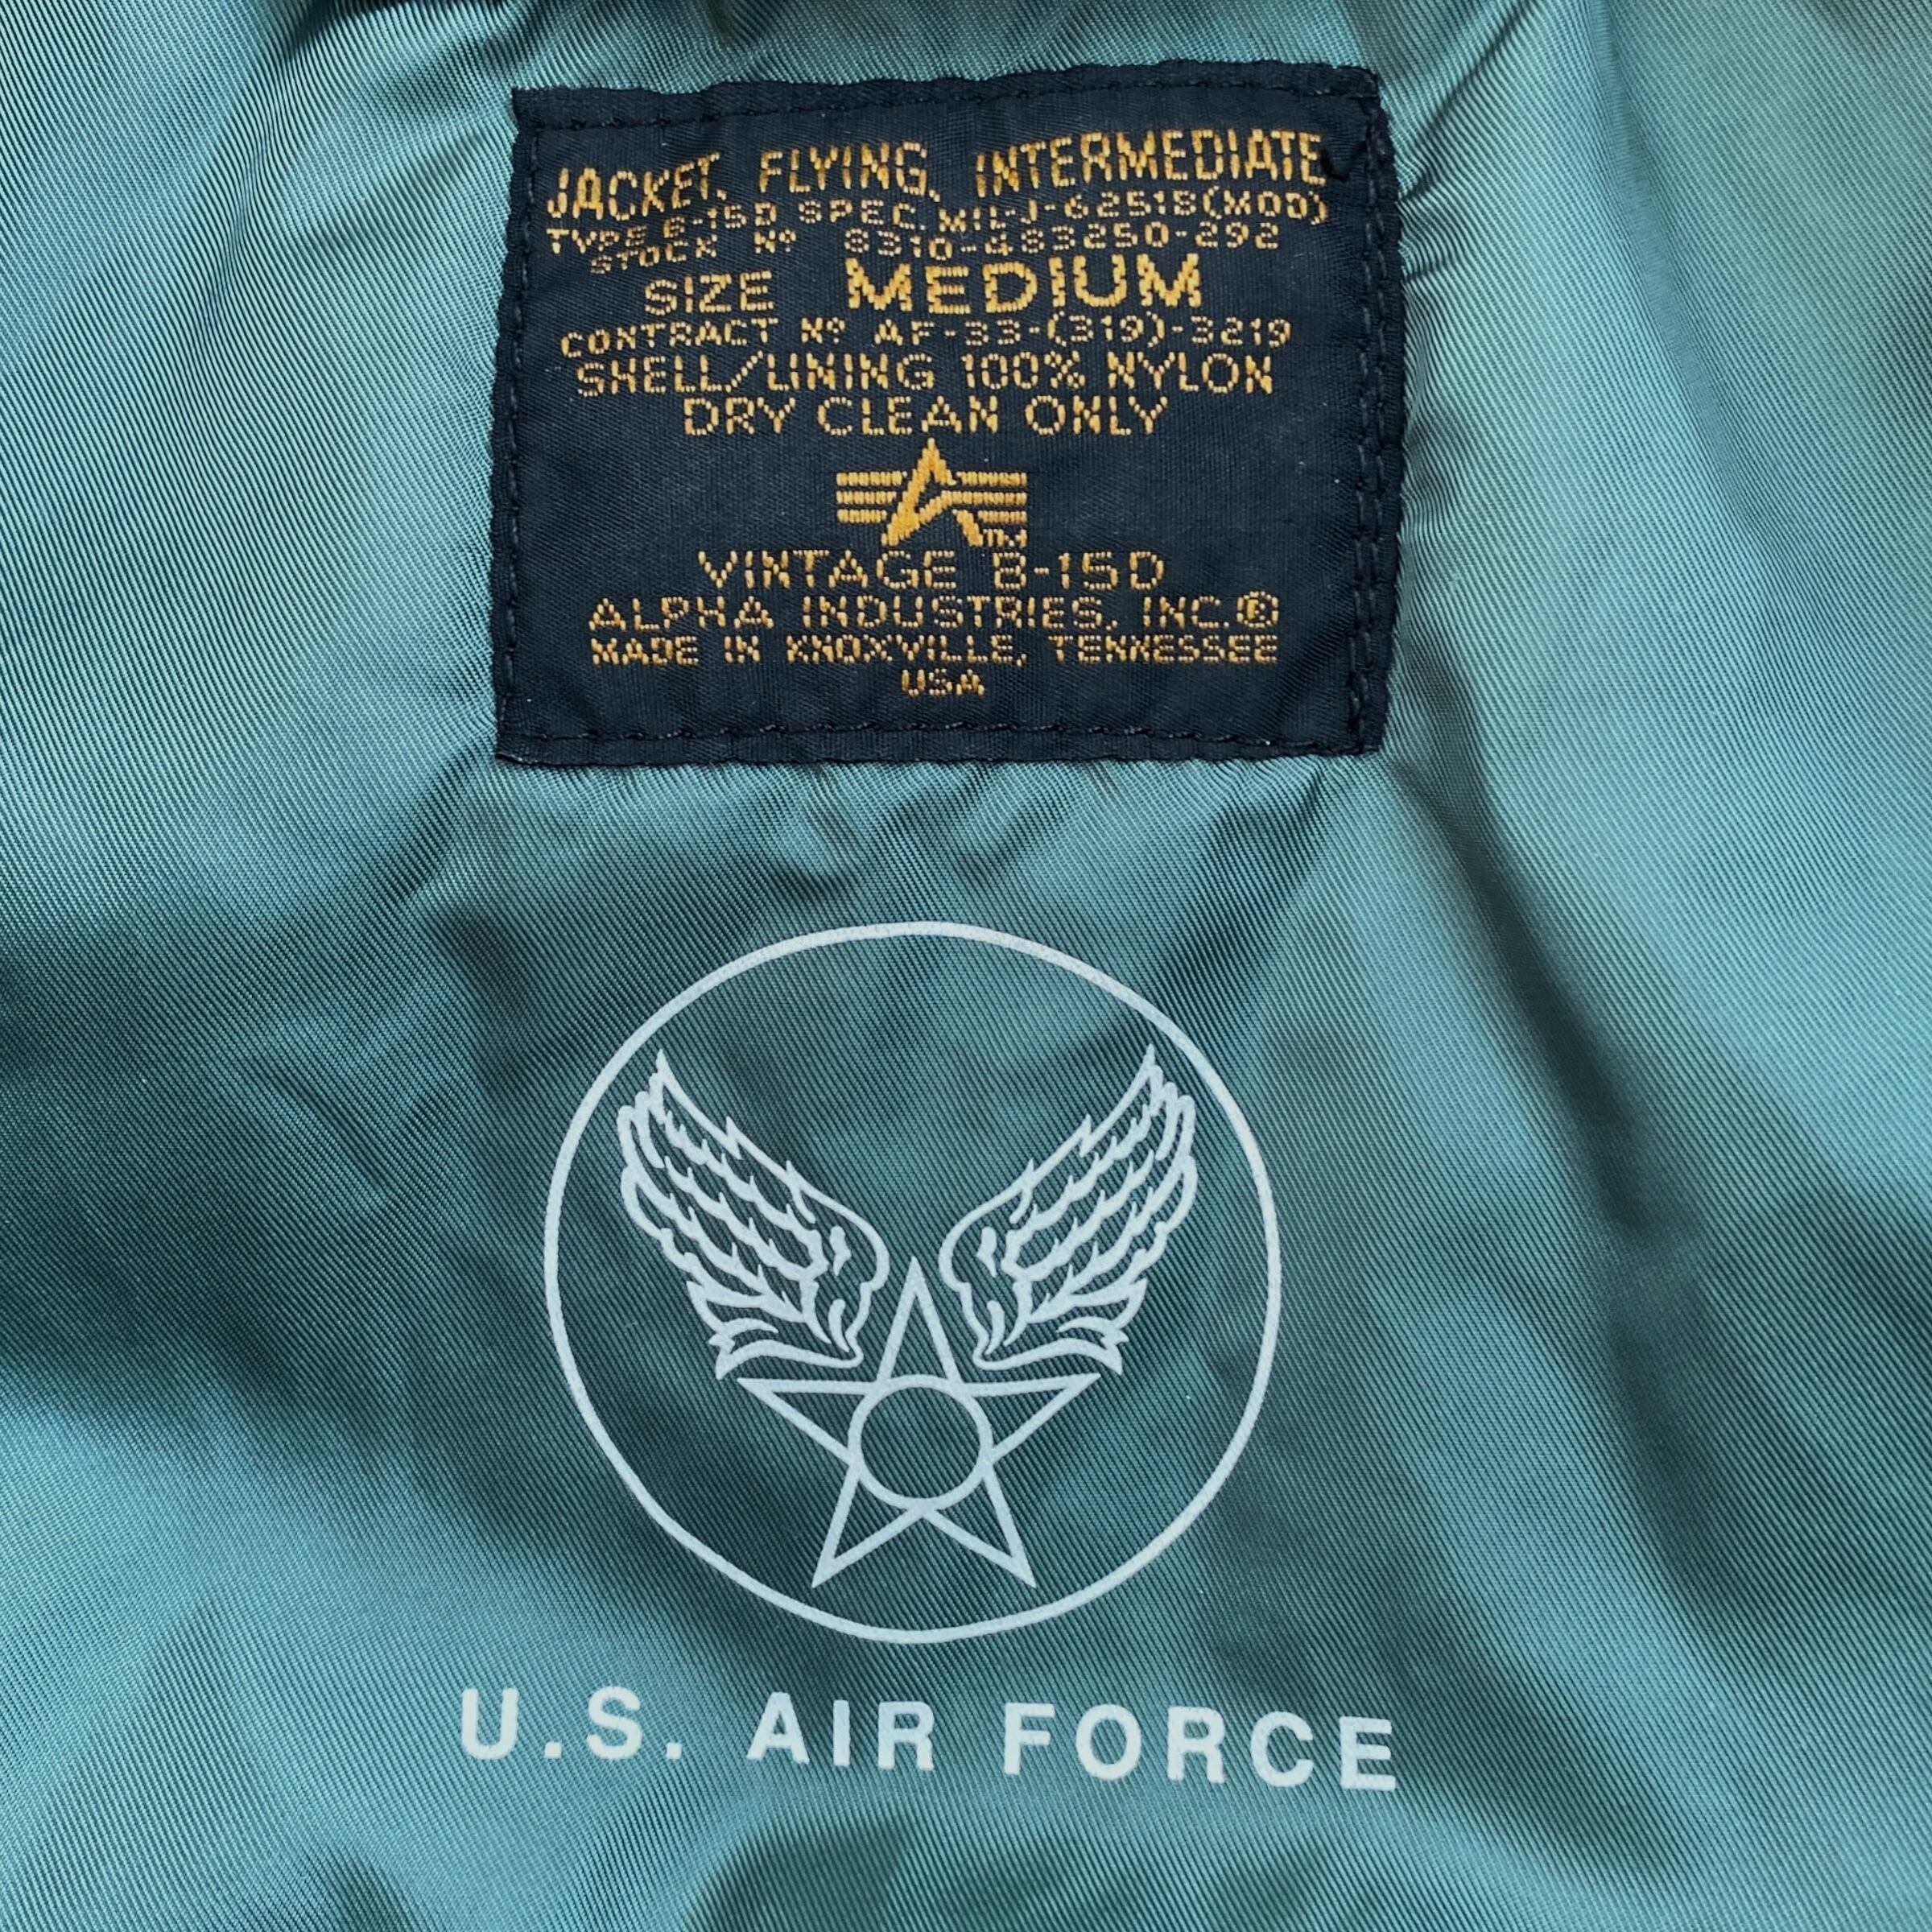 JACKET, FLYING, INTERMEDIATE
TYPE B-15D SPEC. MIL-J-6251B(MOD)
STOCK Nº 8310-483250-292
SIZE MEDIUM
CONTRACT Nº AF-33-(319)-3219
SHELL/LINING 100% NYLON
DRY CLEAN ONLY
TM
VINTAGE B-15D
ALPHA INDUSTRIES, INC.®
MADE IN KNOXVILLE, TENNESSEE
USA
U.S. AIR FORCE